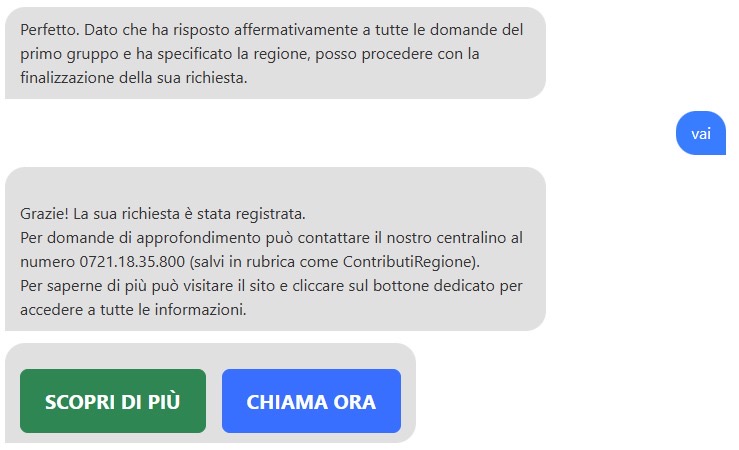 Perfetto. Dato che ha risposto affermativamente a tutte le domande del
primo gruppo e ha specificato la regione, posso procedere con la
finalizzazione della sua richiesta.
vai
Grazie! La sua richiesta è stata registrata.
Per domande di approfondimento può contattare il nostro centralino al
numero 0721.18.35.800 (salvi in rubrica come ContributiRegione).
Per saperne di più può visitare il sito e cliccare sul bottone dedicato per
accedere a tutte le informazioni.
SCOPRI DI PIÙ
CHIAMA ORA